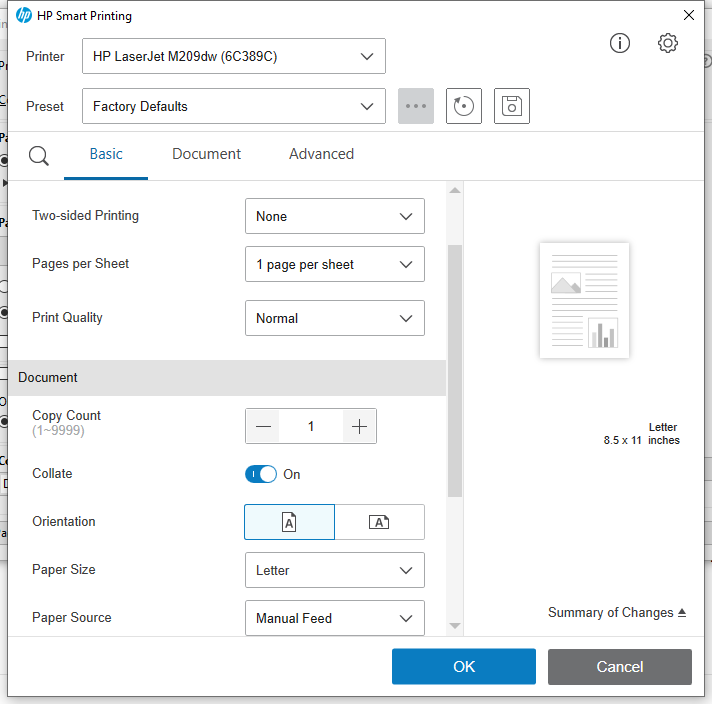 hp HP Smart Printing
Printer HP LaserJet M209dw (6C389C)
Preset Factory Defaults
Basic Document Advanced
Two-sided Printing None
Pages per Sheet 1 page per sheet
Print Quality Normal
Document
Copy Count 1
(1~9999)
Collate On
Orientation A A
Paper Size Letter
Paper Source Manual Feed
Letter
8.5 x 11 inches
Summary of Changes
OK Cancel